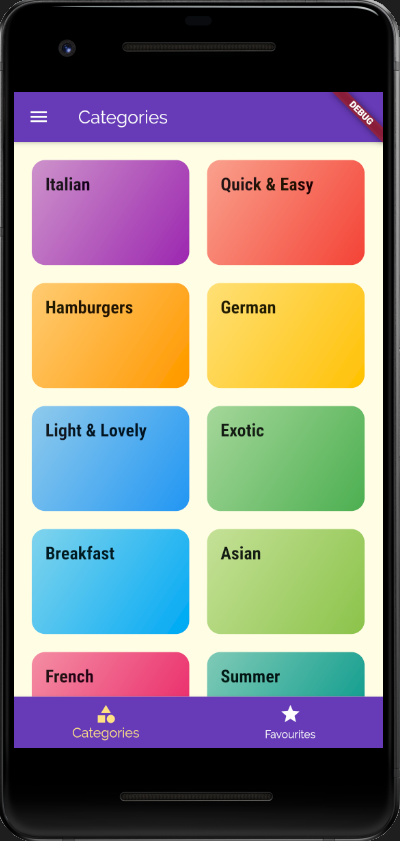 Categories
DEBUG
Italian
Quick & Easy
Hamburgers
German
Light & Lovely
Exotic
Breakfast
Asian
French
Summer
Categories
Favourites